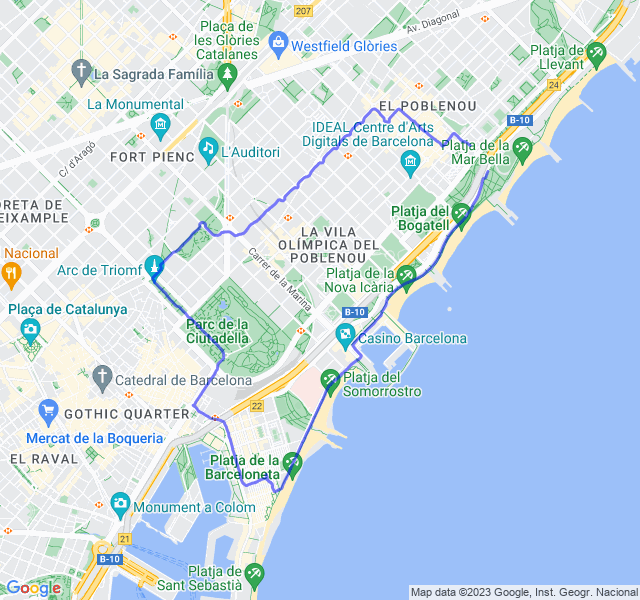 207
Plaça de
les Glòries
Catalanes
Av. Diagonal
Westfield Glòries
Platja de
Llevant
La Sagrada Família
24
La Monumental
EL POBLENOU
B-10
IDEAL Centre d'Arts
Digitals de Barcelona
C/ d'Aragó
L'Auditori
FORT PIENC
Platja de la
Mar Bella
DRETA DE
EIXAMPLE
Platja del
Bogatell
LA VILA
OLÍMPICA DEL
POBLENOU
Nacional
Arc de Triomf
Carrer de la Marina
Platja de la
Nova Icària
Plaça de Catalunya
B-10
Parc de la
Ciutadella
Casino Barcelona
Catedral de Barcelona
Platja del
Somorrostro
22
GOTHIC QUARTER
Mercat de la Boqueria
EL RAVAL
Platja de la
Barceloneta
Monument a Colom
21
B-10
Platja de
Sant Sebastià
Google
Map data ©2023 Google, Inst. Geogr. Nacional